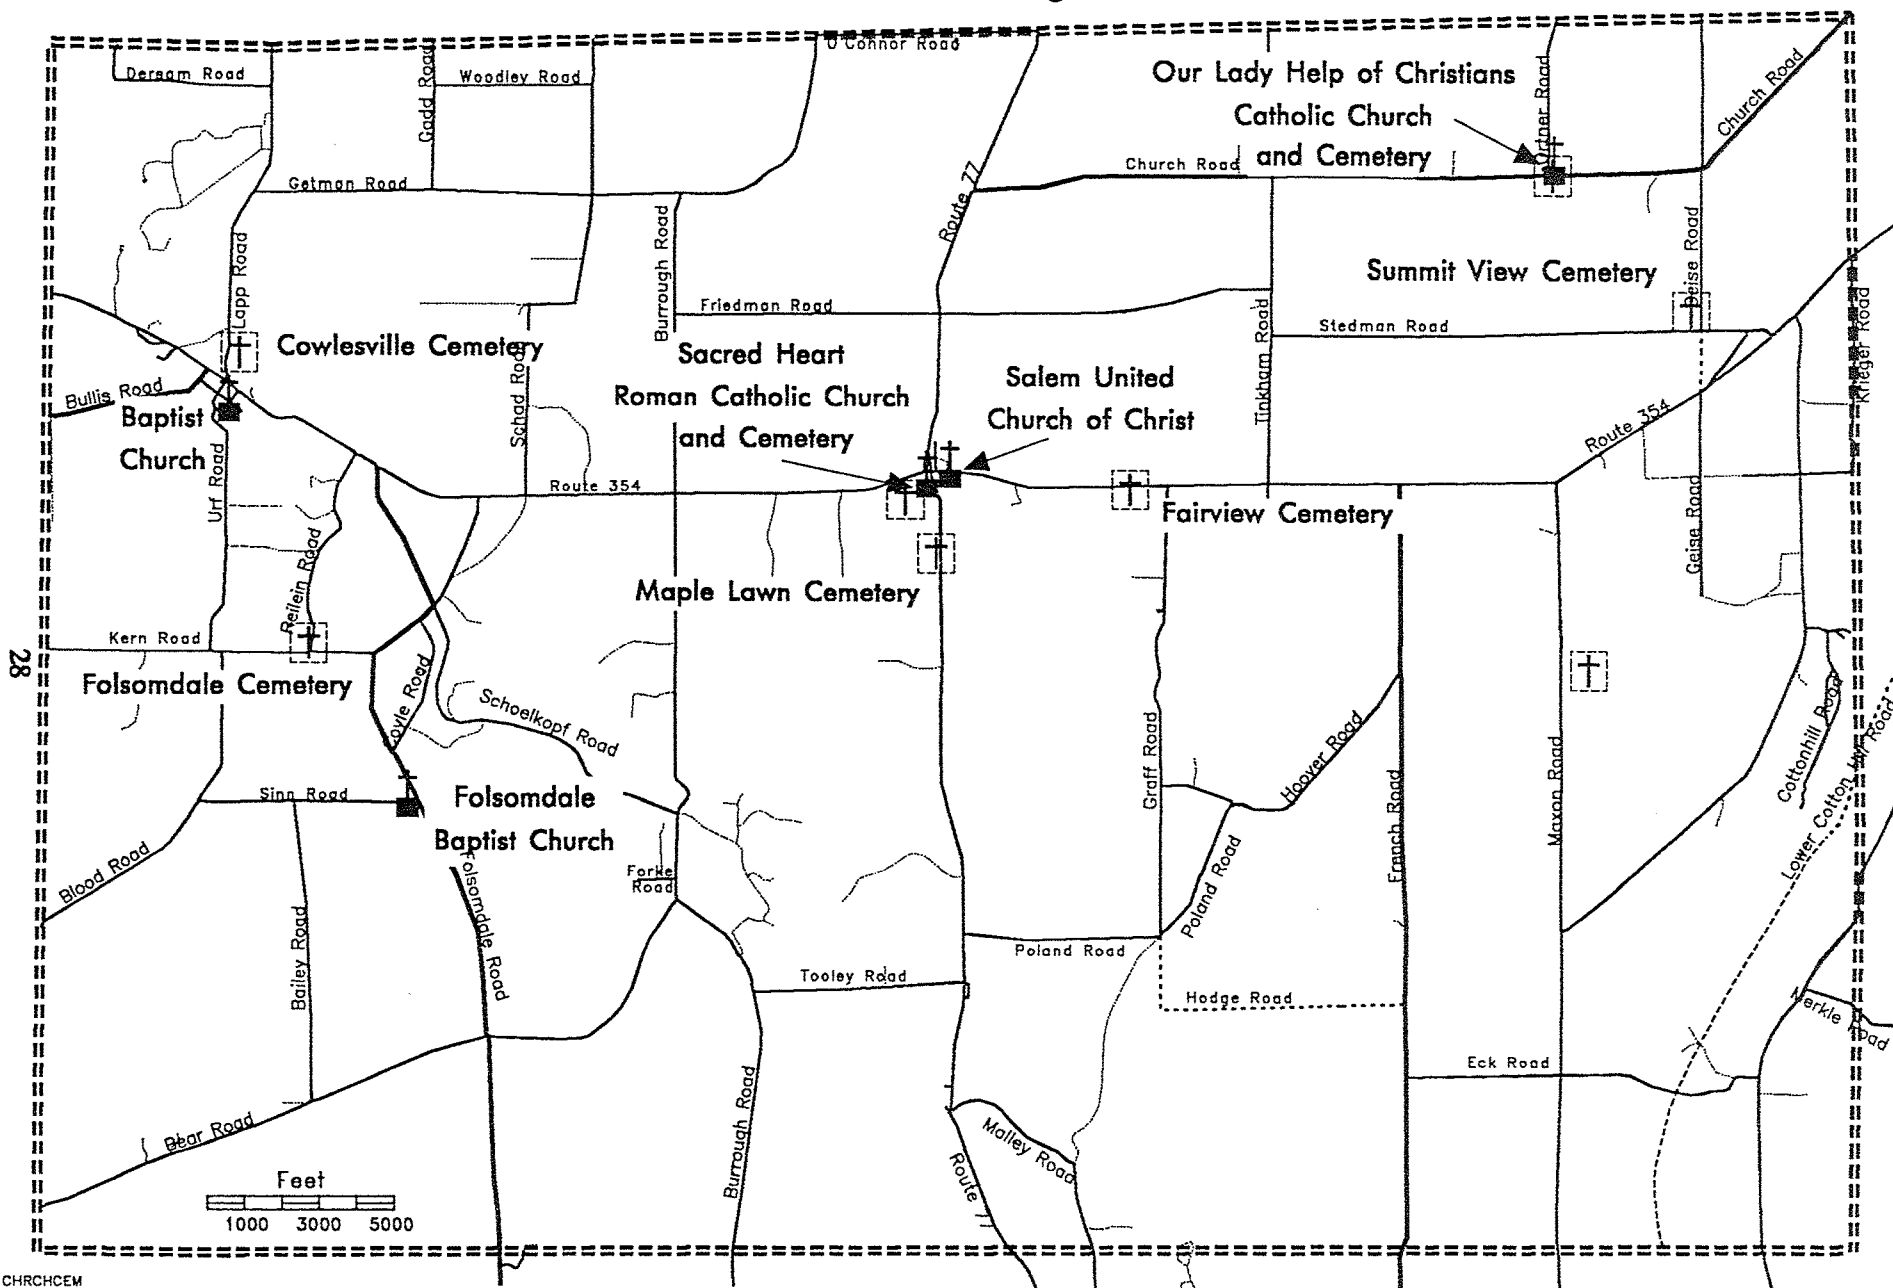 O'Connor Road
Dersam Road
Gadd Road
Woodley Road
Our Lady Help of Christians
Catholic Church
and Cemetery
Ortner Road
Church Road
Church Road
Getman Road
Route 77
Lapp Road
Burrough Road
Geise Road
Summit View Cemetery
Friedman Road
Tinkham Road
Stedman Road
Krieger Road
Cowlesville Cemetery
Schad Road
Sacred Heart
Roman Catholic Church
and Cemetery
Salem United
Church of Christ
Bullis Road
Baptist
Church
Urf Road
Route 354
Route 354
Fairview Cemetery
Geise Road
Reilein Road
Maple Lawn Cemetery
Kern Road
28
Folsomdale Cemetery
Coyle Road
Schoelkopf Road
Graff Road
Hoover Road
French Road
Maxon Road
Cottonhill Road
Lower Cotton Hill Road
Sinn Road
Folsomdale
Baptist Church
Blood Road
Forke
Road
Folsomdale Road
Bailey Road
Poland Road
Poland Road
Tooley Road
Hodge Road
Merkle Road
Eck Road
Bear Road
Burrough Road
Malley Road
Route
Feet
1000 3000 5000
CHRCHCEM